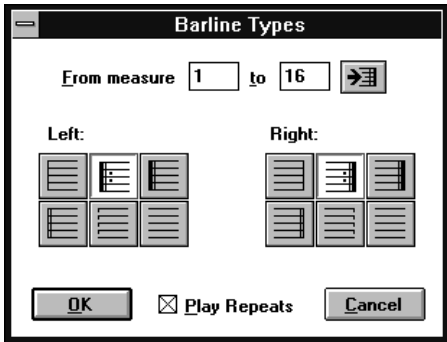 Barline Types
From measure 1 to 16
Left: Right:
OK Play Repeats Cancel